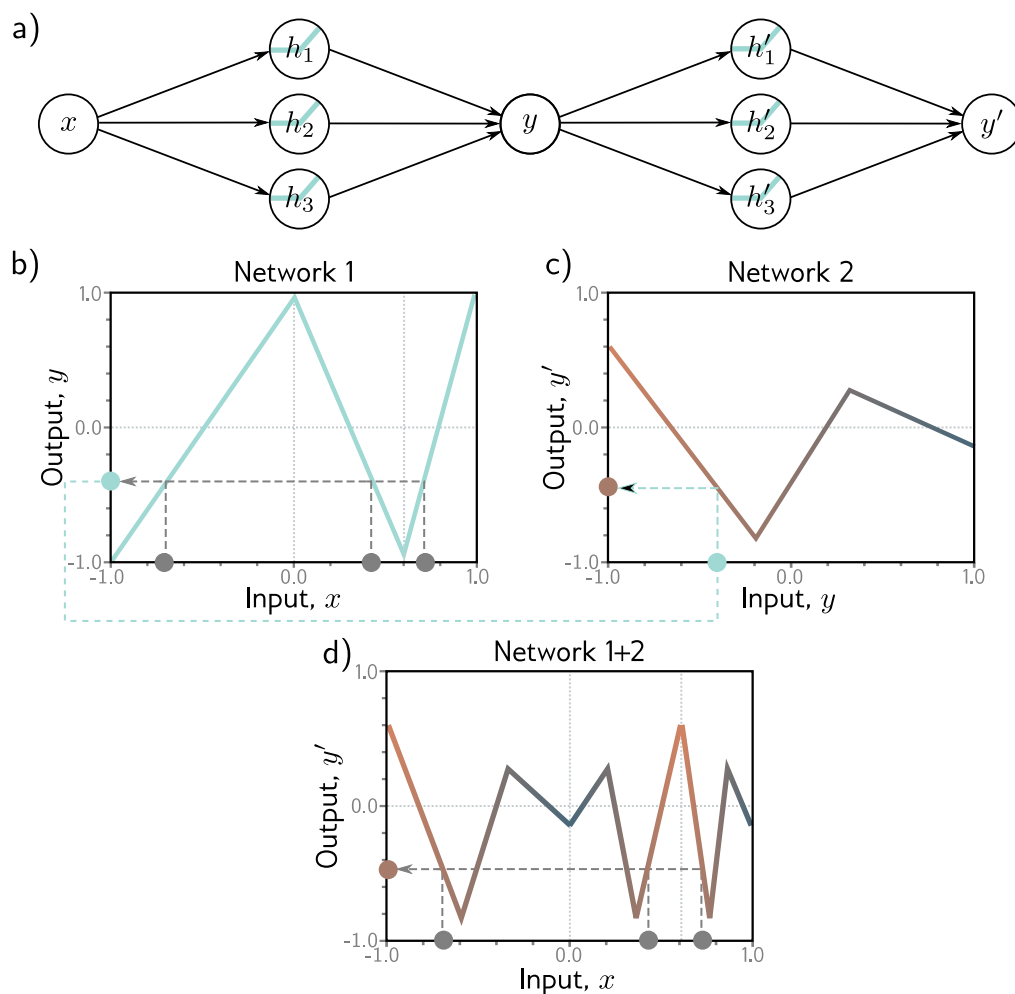 a)
x
h₁
h₂
h₃
y
h′₁
h′₂
h′₃
y′
b)
Network 1
1.0
0.0
-1.0
Output, y
-1.0 0.0 1.0
Input, x
c)
Network 2
1.0
0.0
-1.0
Output, y′
-1.0 0.0 1.0
Input, y
d)
Network 1+2
1.0
0.0
-1.0
Output, y′
-1.0 0.0 1.0
Input, x